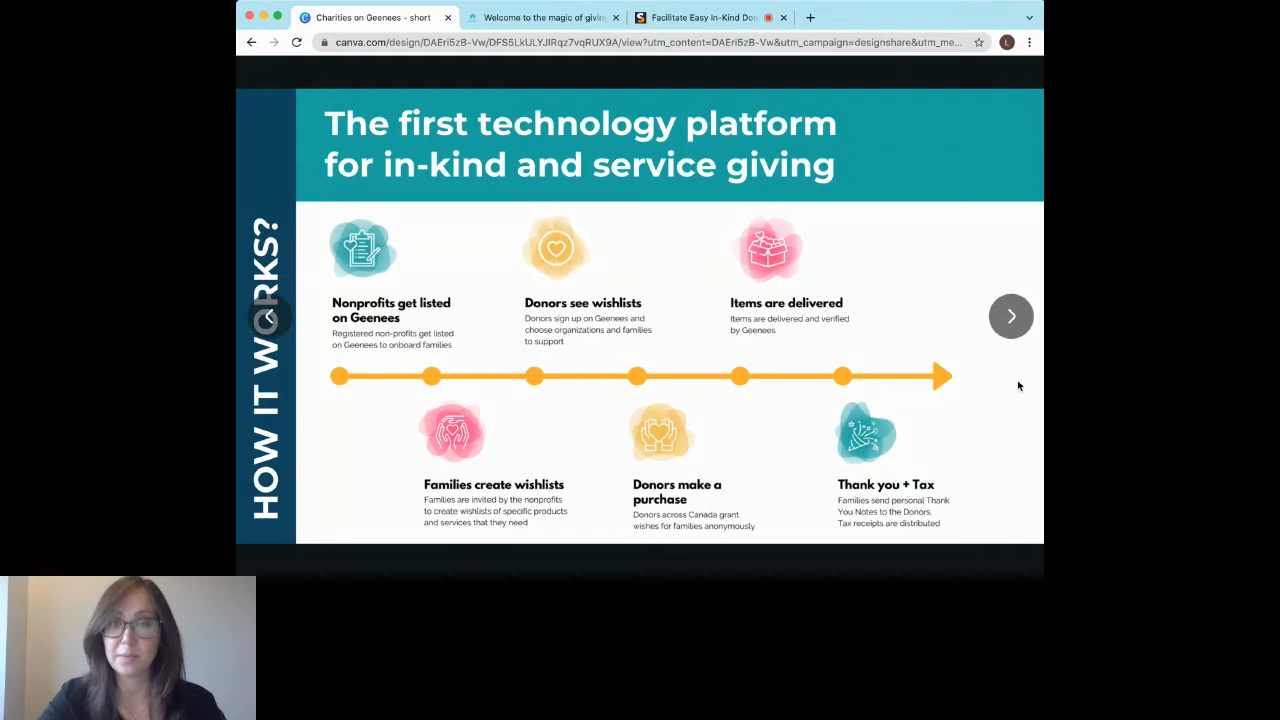 Charities on Geenees - short
Welcome to the magic of giving
Facilitate Easy In-Kind Do
canva.com/design/DAEri5zB-Vw/DFS5LkULYJIRqz7vqRUX9A/view?utm_content=DAEri5zB-Vw&utm_campaign=designshare&utm_me...
L
The first technology platform
for in-kind and service giving
HOW IT WORKS?
Nonprofits get listed
on Geenees
Registered non-profits get listed
on Geenees to onboard families
Donors see wishlists
Donors sign up on Geenees and
choose organizations and families
to support
Items are delivered
Items are delivered and verified
by Geenees
Families create wishlists
Families are invited by the nonprofits
to create wishlists of specific products
and services that they need
Donors make a
purchase
Donors across Canada grant
wishes for families anonymously
Thank you + Tax
Families send personal Thank
You Notes to the Donors.
Tax receipts are distributed